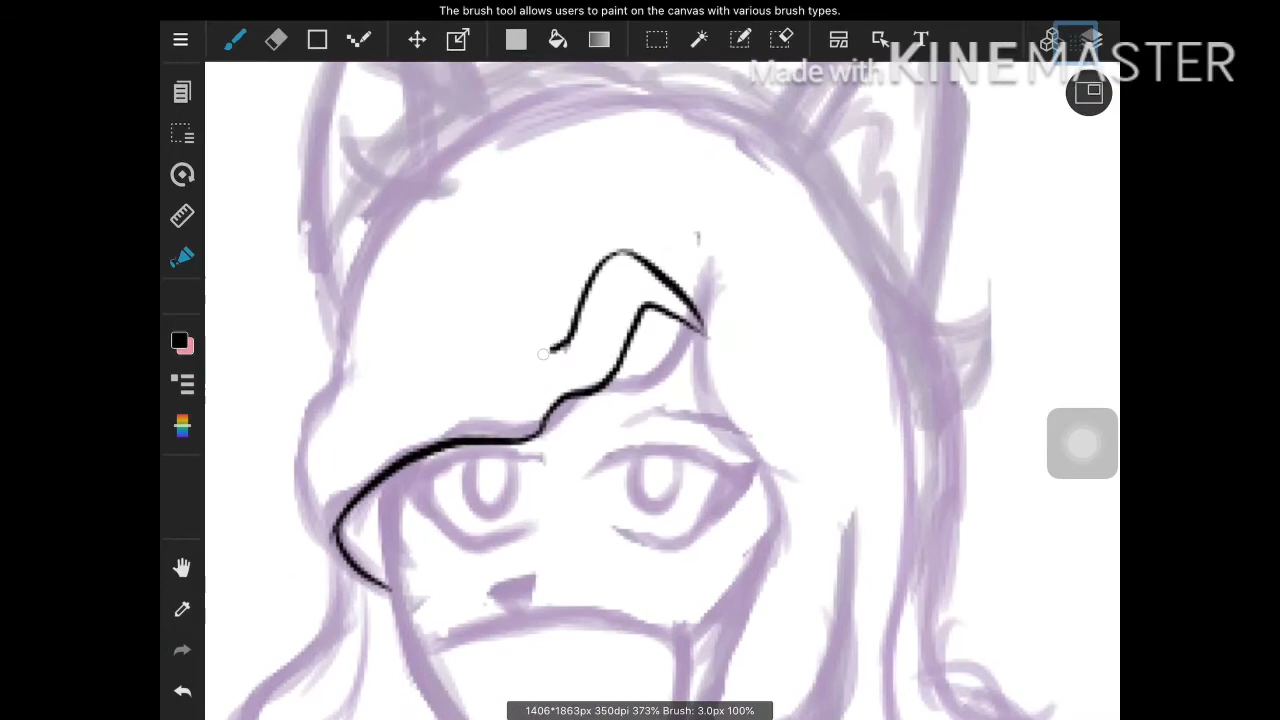 The brush tool allows users to paint on the canvas with various brush types.
T
Made with KINEMASTER
1406*1863px 350dpi 373% Brush: 3.0px 100%